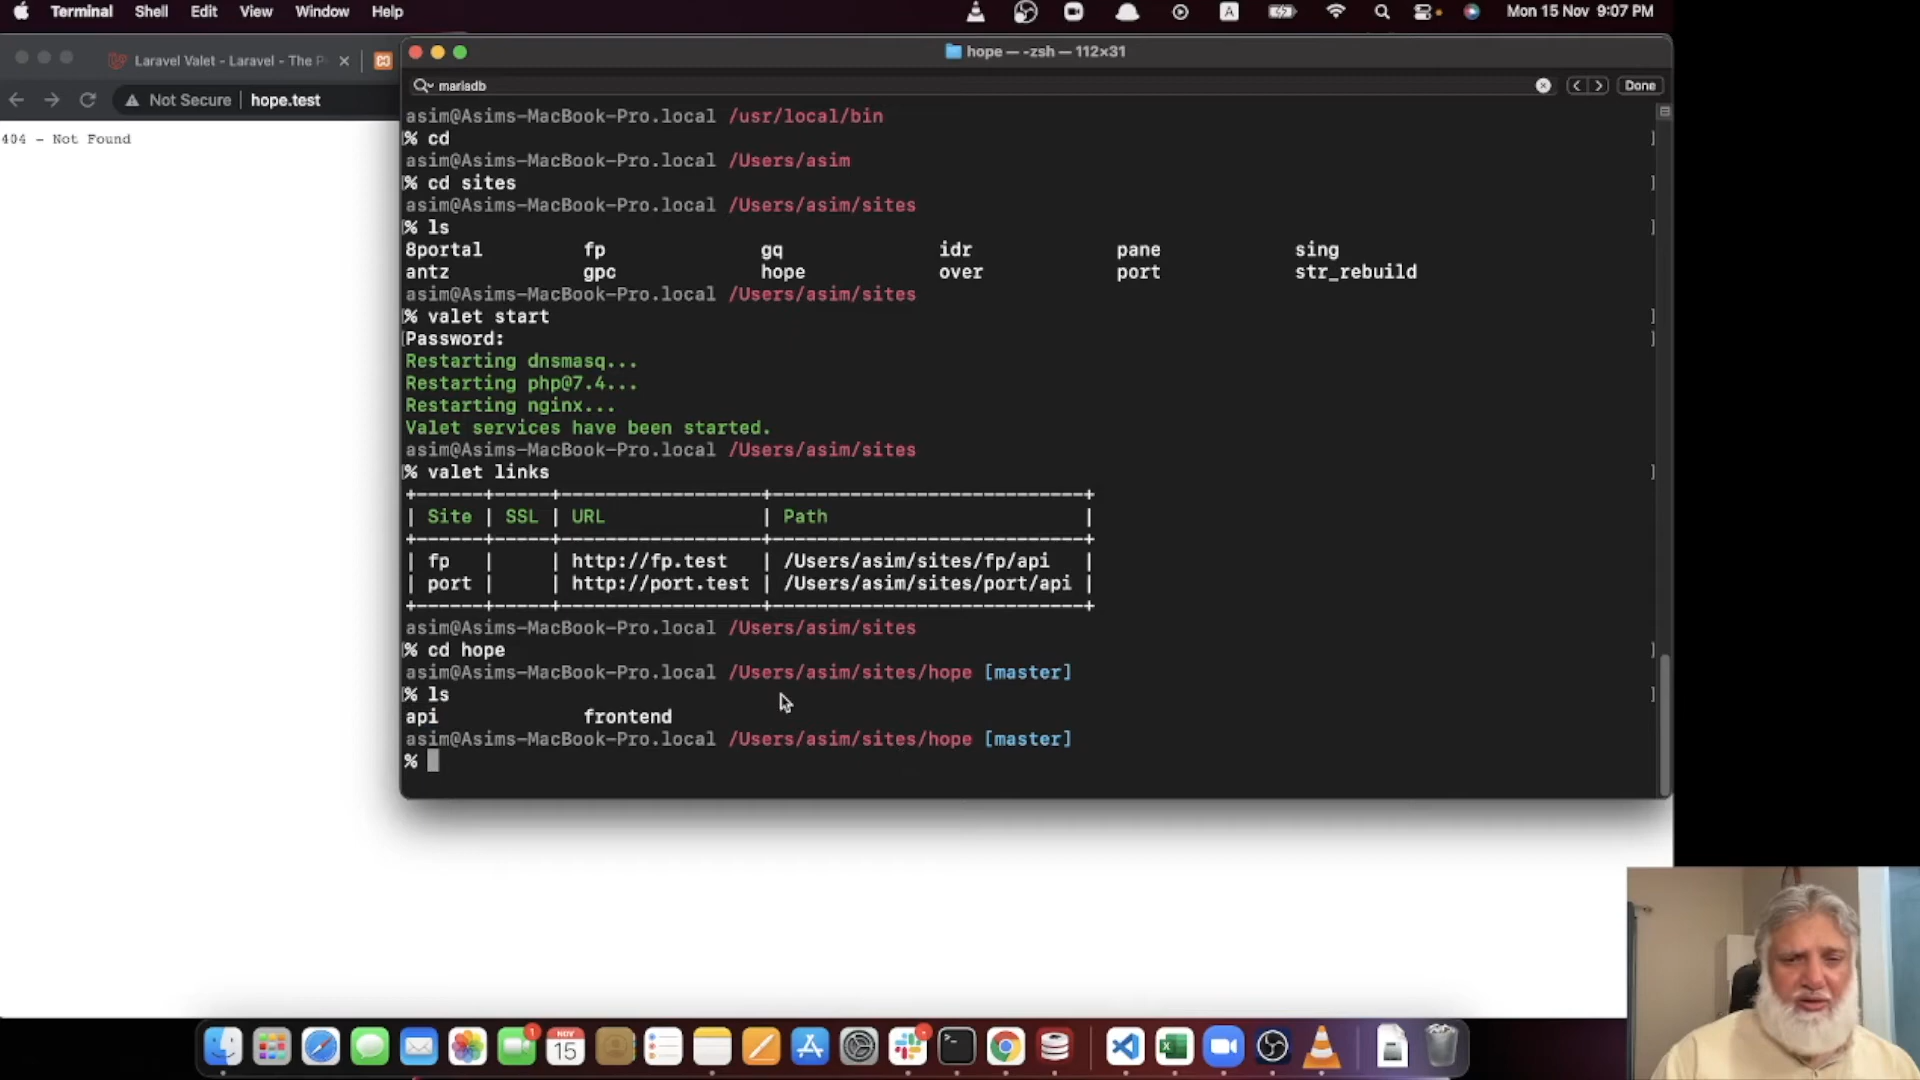 Terminal Shell Edit View Window Help
A
Mon 15 Nov 9:07 PM
Laravel Valet - Laravel - The P
hope — -zsh — 112×31
Not Secure | hope.test
mariadb
Done
404 - Not Found
asim@Asims-MacBook-Pro.local /usr/local/bin
% cd
asim@Asims-MacBook-Pro.local /Users/asim
% cd sites
asim@Asims-MacBook-Pro.local /Users/asim/sites
% ls
8portal fp gq idr pane sing
antz gpc hope over port str_rebuild
asim@Asims-MacBook-Pro.local /Users/asim/sites
% valet start
Password:
Restarting dnsmasq...
Restarting php@7.4...
Restarting nginx...
Valet services have been started.
asim@Asims-MacBook-Pro.local /Users/asim/sites
% valet links
+------+-----+------------------+----------------------------+
| Site | SSL | URL | Path |
+------+-----+------------------+----------------------------+
| fp | | http://fp.test | /Users/asim/sites/fp/api |
| port | | http://port.test | /Users/asim/sites/port/api |
+------+-----+------------------+----------------------------+
asim@Asims-MacBook-Pro.local /Users/asim/sites
% cd hope
asim@Asims-MacBook-Pro.local /Users/asim/sites/hope [master]
% ls
api frontend
asim@Asims-MacBook-Pro.local /Users/asim/sites/hope [master]
%
1
NOV
15